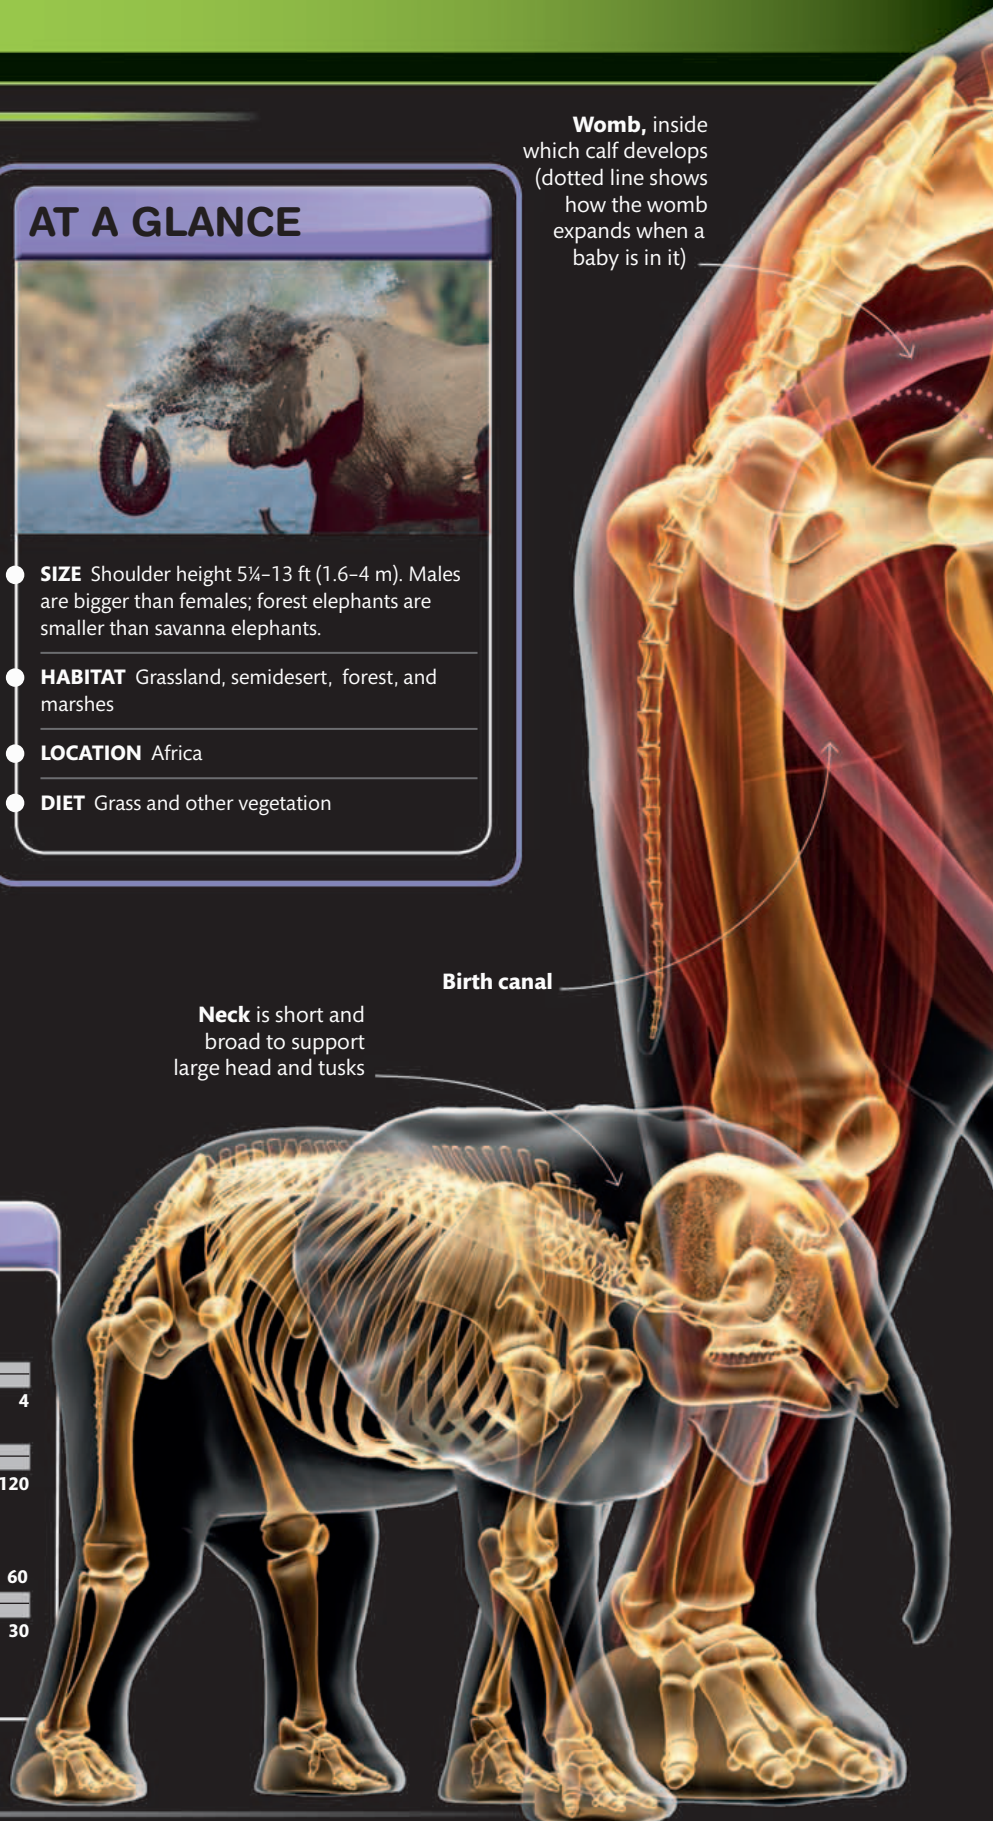 Womb, inside
which calf develops
(dotted line shows
how the womb
expands when a
baby is in it)
AT A GLANCE
SIZE Shoulder height 5¼–13 ft (1.6–4 m). Males
are bigger than females; forest elephants are
smaller than savanna elephants.
HABITAT Grassland, semidesert, forest, and
marshes
LOCATION Africa
DIET Grass and other vegetation
Birth canal
Neck is short and
broad to support
large head and tusks
4
120
60
30